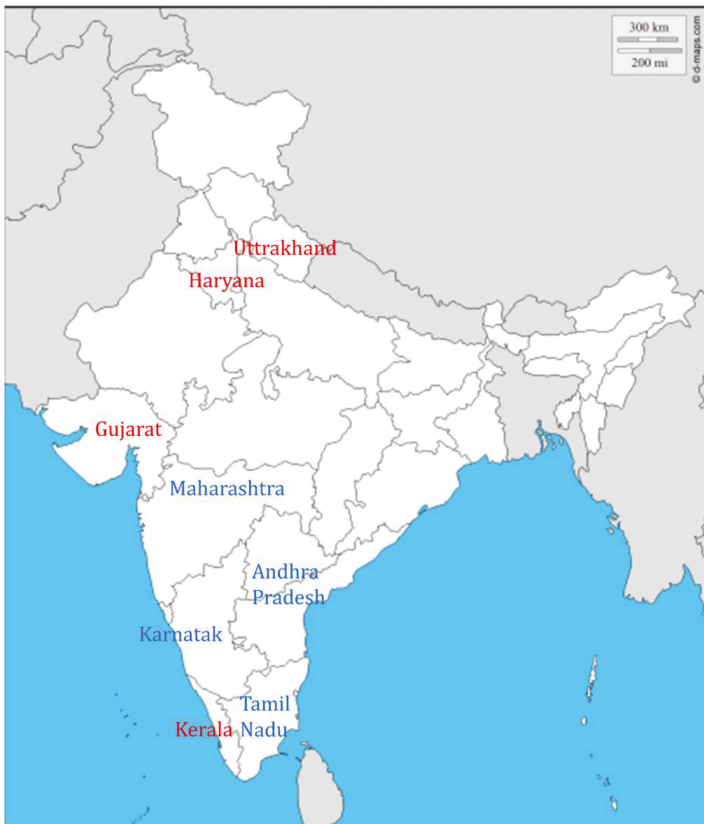 300 km
200 mi
© d-maps.com
Uttrakhand
Haryana
Gujarat
Maharashtra
Andhra
Pradesh
Karnatak
Tamil
Kerala Nadu